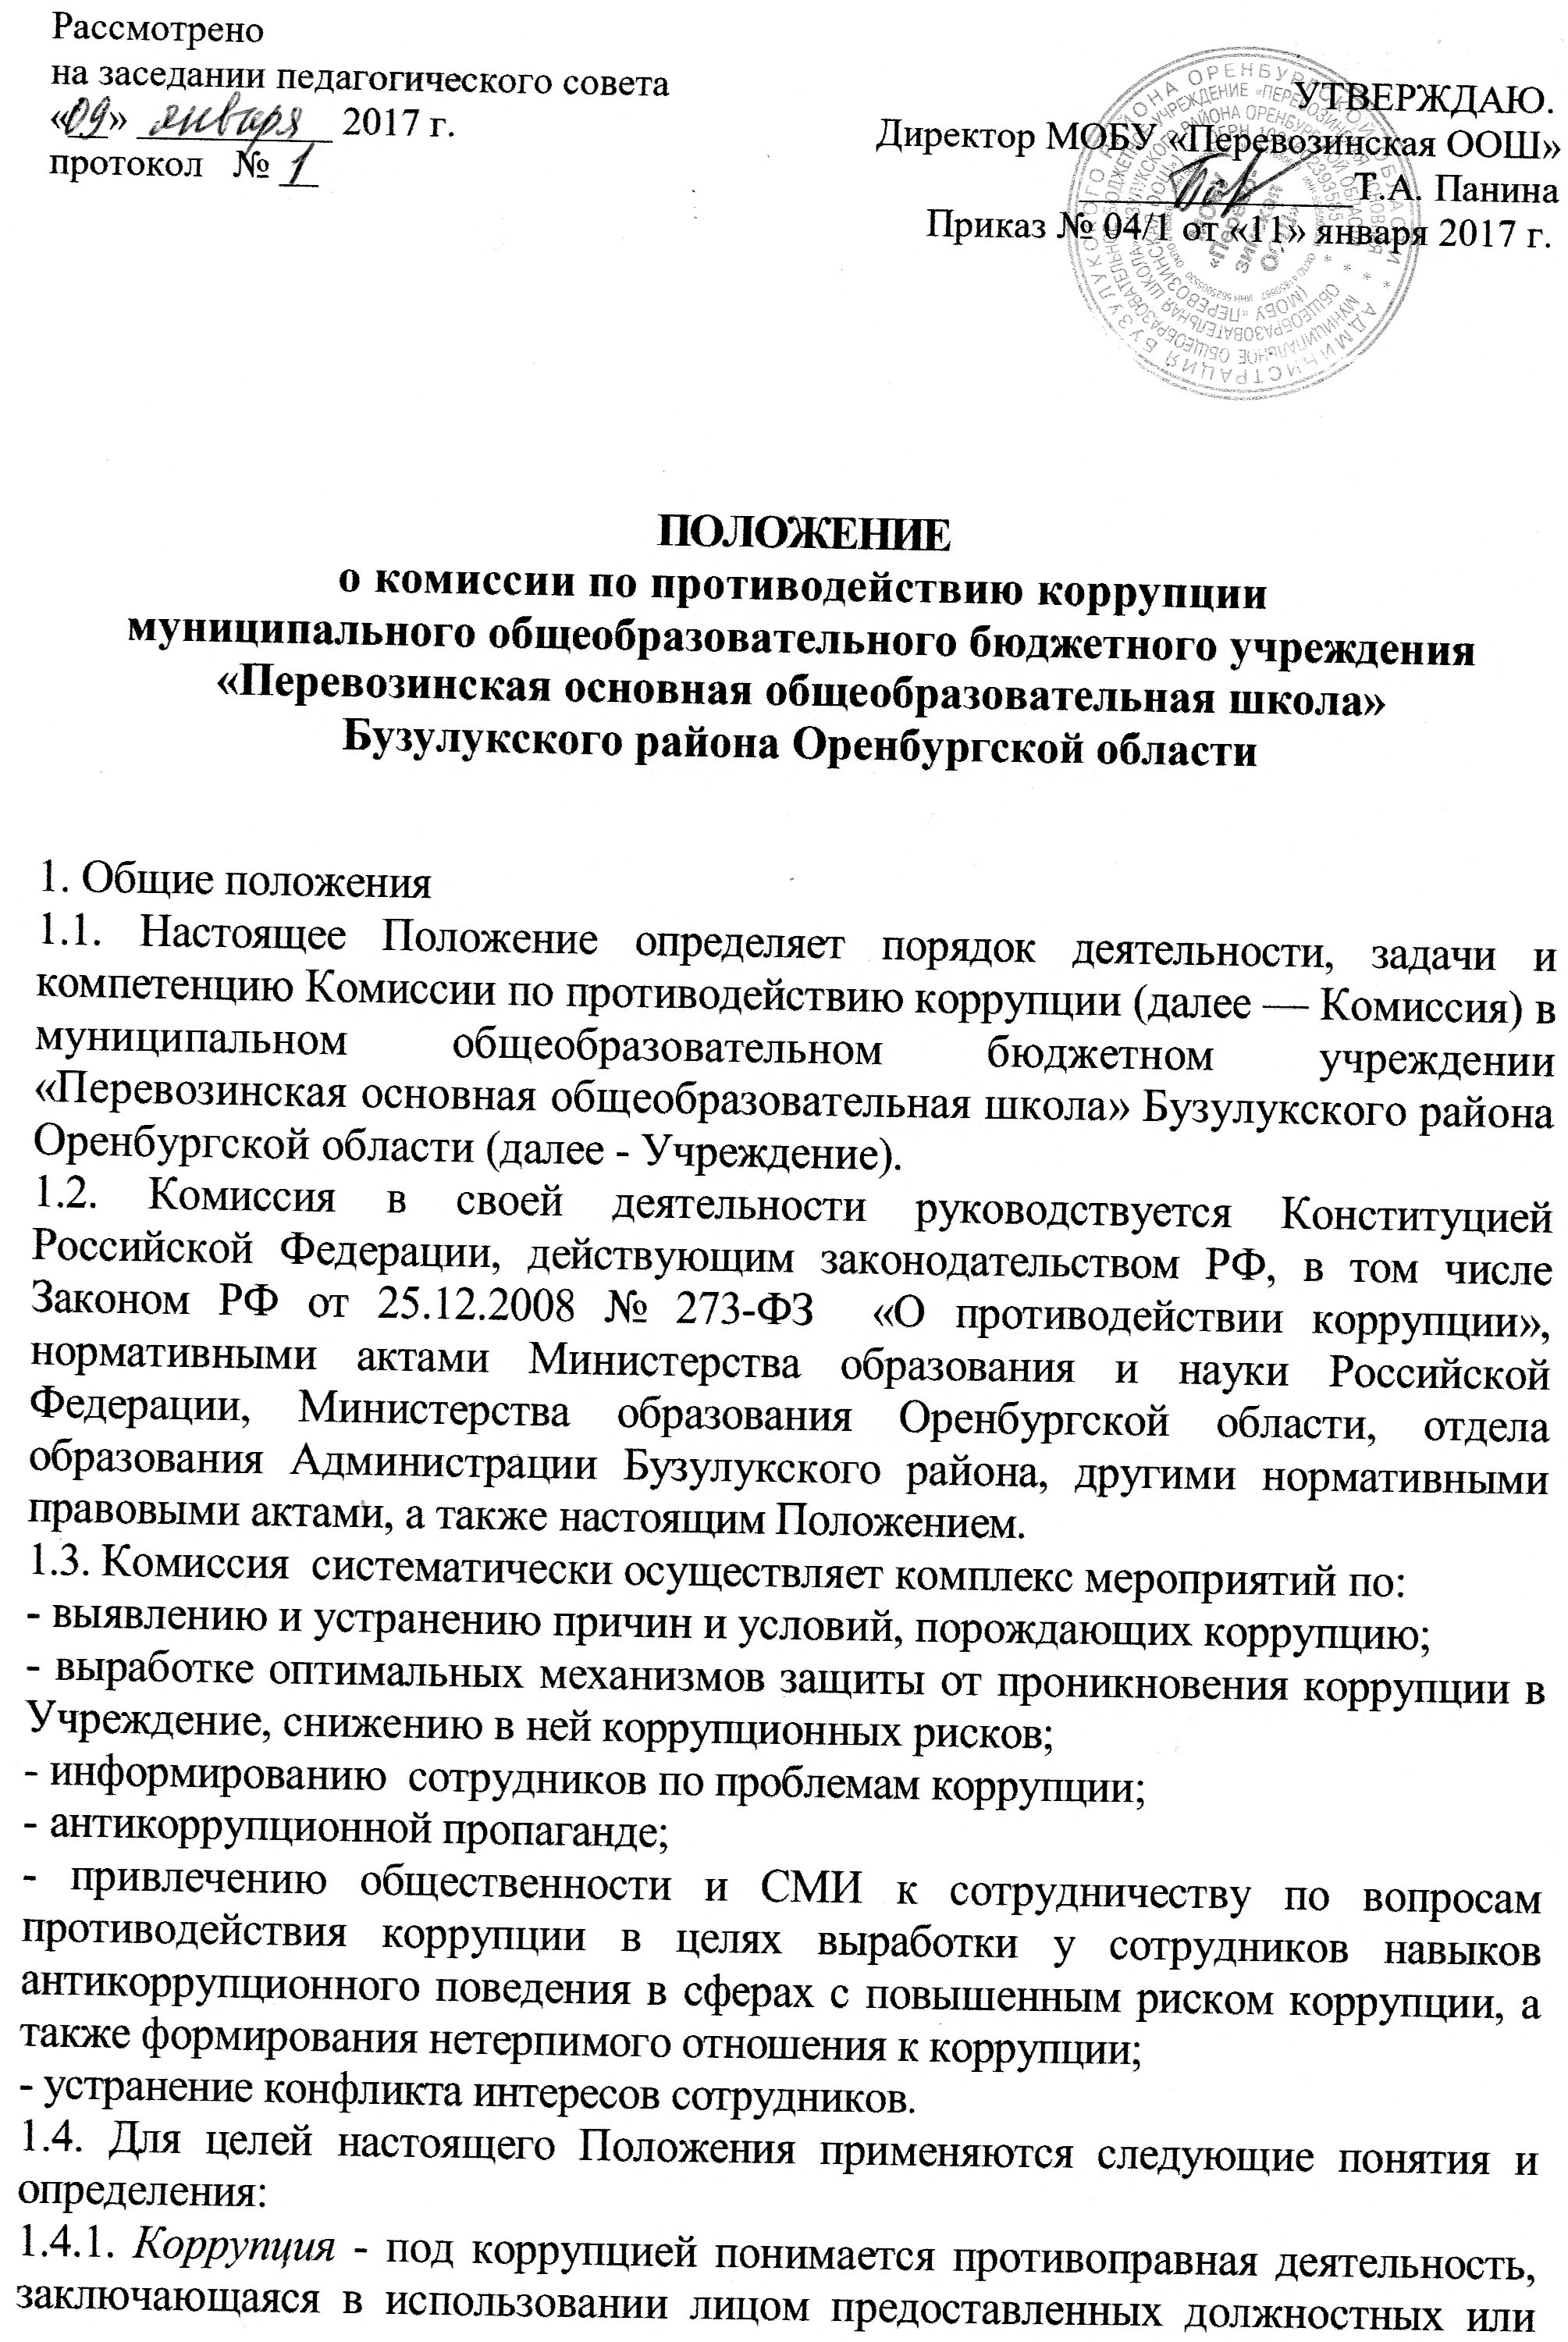 Рассмотрено
на заседании педагогического совета
«09» января 2017 г.
протокол № 1
УТВЕРЖДАЮ.
Директор МОБУ «Перевозинская ООШ»
Т.А. Панина
Приказ № 04/1 от «11» января 2017 г.
ПОЛОЖЕНИЕ
о комиссии по противодействию коррупции
муниципального общеобразовательного бюджетного учреждения
«Перевозинская основная общеобразовательная школа»
Бузулукского района Оренбургской области
1. Общие положения
1.1. Настоящее Положение определяет порядок деятельности, задачи и
компетенцию Комиссии по противодействию коррупции (далее — Комиссия) в
муниципальном общеобразовательном бюджетном учреждении
«Перевозинская основная общеобразовательная школа» Бузулукского района
Оренбургской области (далее - Учреждение).
1.2. Комиссия в своей деятельности руководствуется Конституцией
Российской Федерации, действующим законодательством РФ, в том числе
Законом РФ от 25.12.2008 № 273-ФЗ «О противодействии коррупции»,
нормативными актами Министерства образования и науки Российской
Федерации, Министерства образования Оренбургской области, отдела
образования Администрации Бузулукского района, другими нормативными
правовыми актами, а также настоящим Положением.
1.3. Комиссия систематически осуществляет комплекс мероприятий по:
- выявлению и устранению причин и условий, порождающих коррупцию;
- выработке оптимальных механизмов защиты от проникновения коррупции в
Учреждение, снижению в ней коррупционных рисков;
- информированию сотрудников по проблемам коррупции;
- антикоррупционной пропаганде;
- привлечению общественности и СМИ к сотрудничеству по вопросам
противодействия коррупции в целях выработки у сотрудников навыков
антикоррупционного поведения в сферах с повышенным риском коррупции, а
также формирования нетерпимого отношения к коррупции;
- устранение конфликта интересов сотрудников.
1.4. Для целей настоящего Положения применяются следующие понятия и
определения:
1.4.1. Коррупция - под коррупцией понимается противоправная деятельность,
заключающаяся в использовании лицом предоставленных должностных или